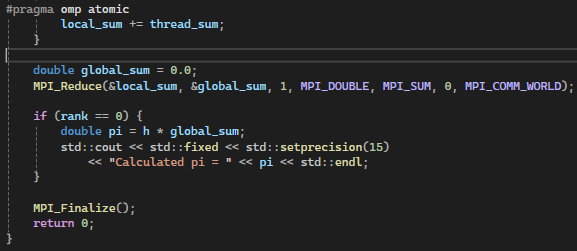 #pragma omp atomic
        local_sum += thread_sum;
    }

    double global_sum = 0.0;
    MPI_Reduce(&local_sum, &global_sum, 1, MPI_DOUBLE, MPI_SUM, 0, MPI_COMM_WORLD);

    if (rank == 0) {
        double pi = h * global_sum;
        std::cout << std::fixed << std::setprecision(15)
            << "Calculated pi = " << pi << std::endl;
    }

    MPI_Finalize();
    return 0;
}